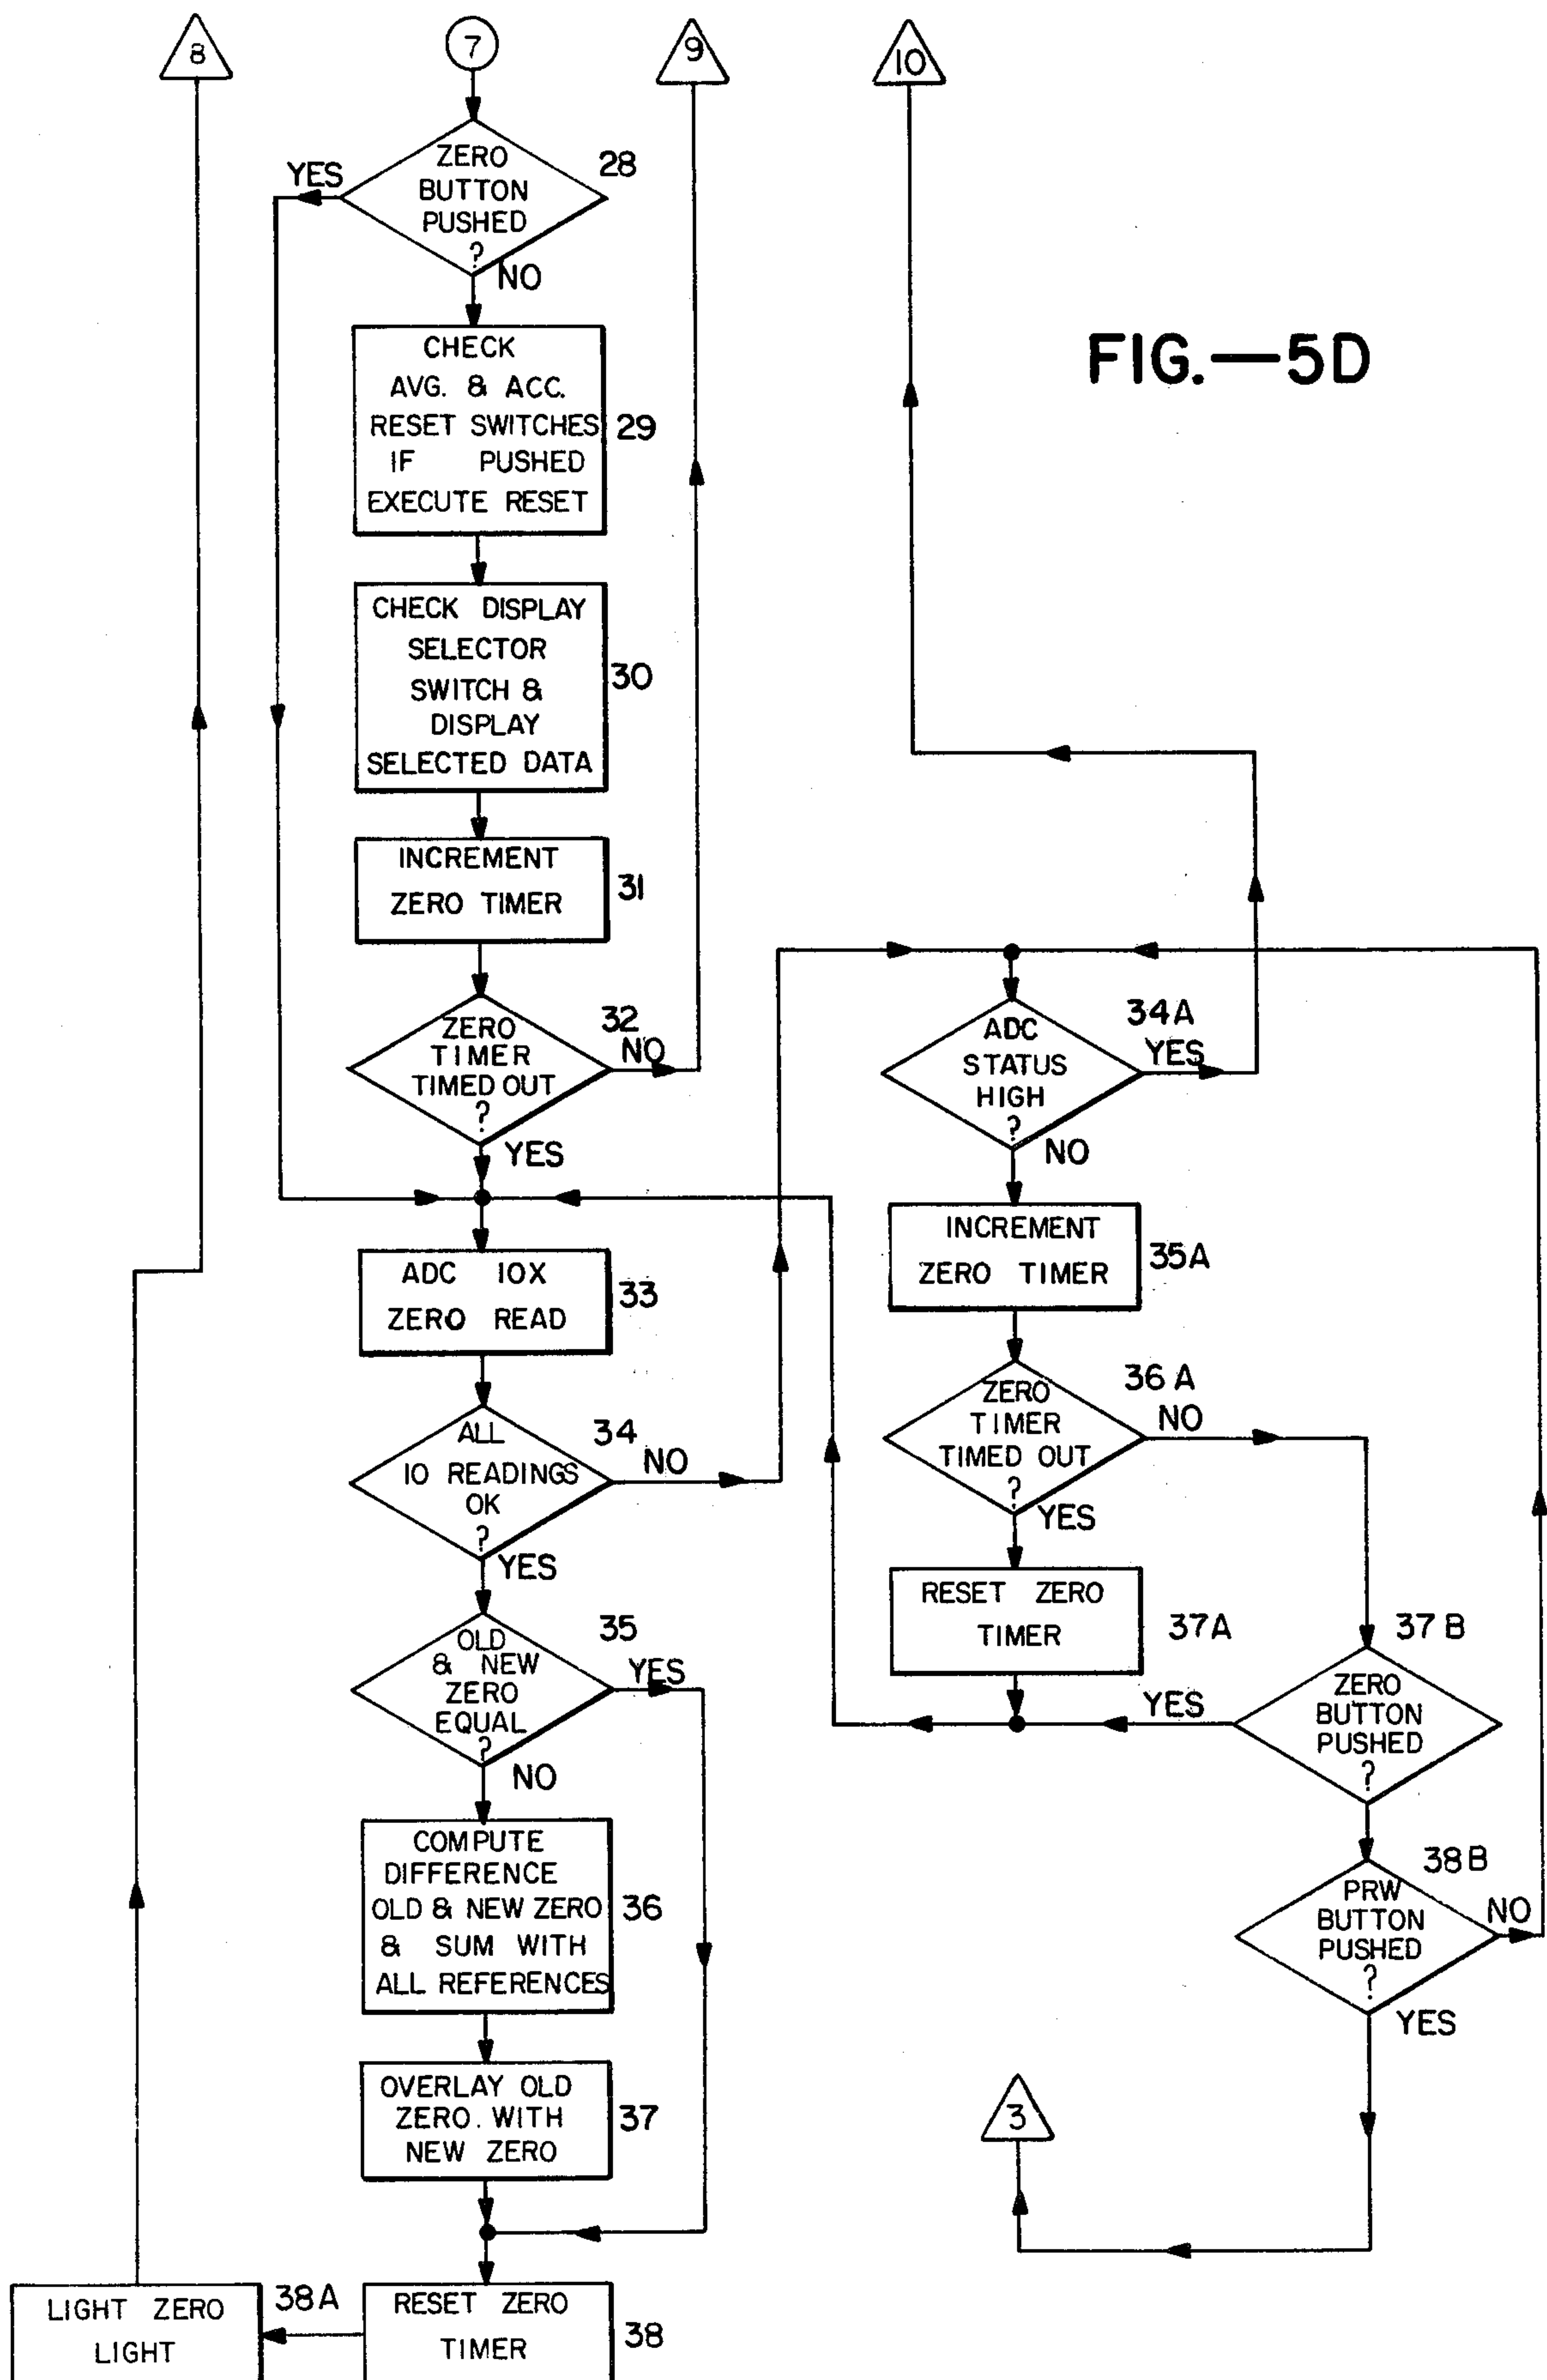 8
7
9
10
ZERO
BUTTON
PUSHED
?
28
YES
NO
CHECK
AVG. & ACC.
RESET SWITCHES
IF PUSHED
EXECUTE RESET
29
FIG.—5D
CHECK DISPLAY
SELECTOR
SWITCH &
DISPLAY
SELECTED DATA
30
INCREMENT
ZERO TIMER
31
ZERO
TIMER
TIMED OUT
?
32
NO
YES
ADC 10X
ZERO READ
33
ALL
10 READINGS
OK
?
34
NO
YES
OLD
& NEW
ZERO
EQUAL
?
35
YES
NO
COMPUTE
DIFFERENCE
OLD & NEW ZERO
& SUM WITH
ALL REFERENCES
36
OVERLAY OLD
ZERO. WITH
NEW ZERO
37
RESET ZERO
TIMER
38
LIGHT ZERO
LIGHT
38A
ADC
STATUS
HIGH
?
34A
YES
NO
INCREMENT
ZERO TIMER
35A
ZERO
TIMER
TIMED OUT
?
36A
NO
YES
RESET ZERO
TIMER
37A
37B
ZERO
BUTTON
PUSHED
?
YES
38B
PRW
BUTTON
PUSHED
?
NO
YES
3